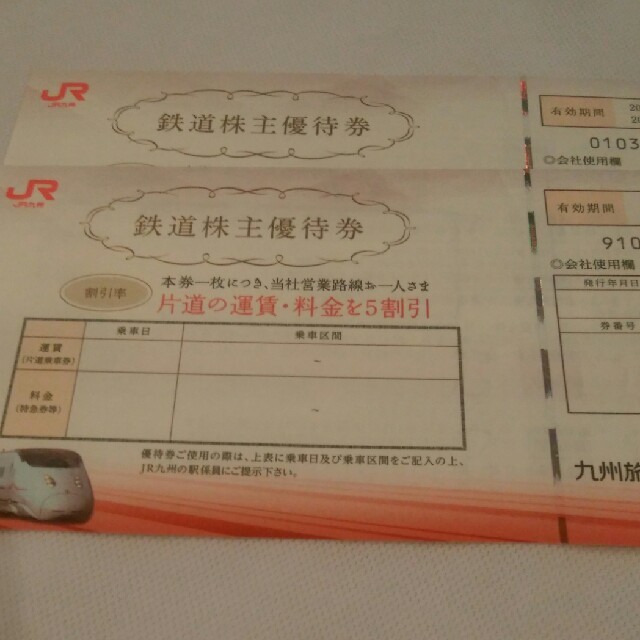 JR
JR九州
鉄道株主優待券
有効期間
20
2
0103
◎会社使用欄
JR
JR九州
鉄道株主優待券
有効期間
910
◎会社使用欄
割引率
本券一枚につき、当社営業路線お一人さま
片道の運賃・料金を5割引
発行年月日
券番号
乗車日
乗車区間
運賃
(片道乗車券)
~
料金
(特急券等)
~
優待券ご使用の際は、上表に乗車日及び乗車区間をご記入の上、
JR九州の駅係員にご提示下さい。
九州旅